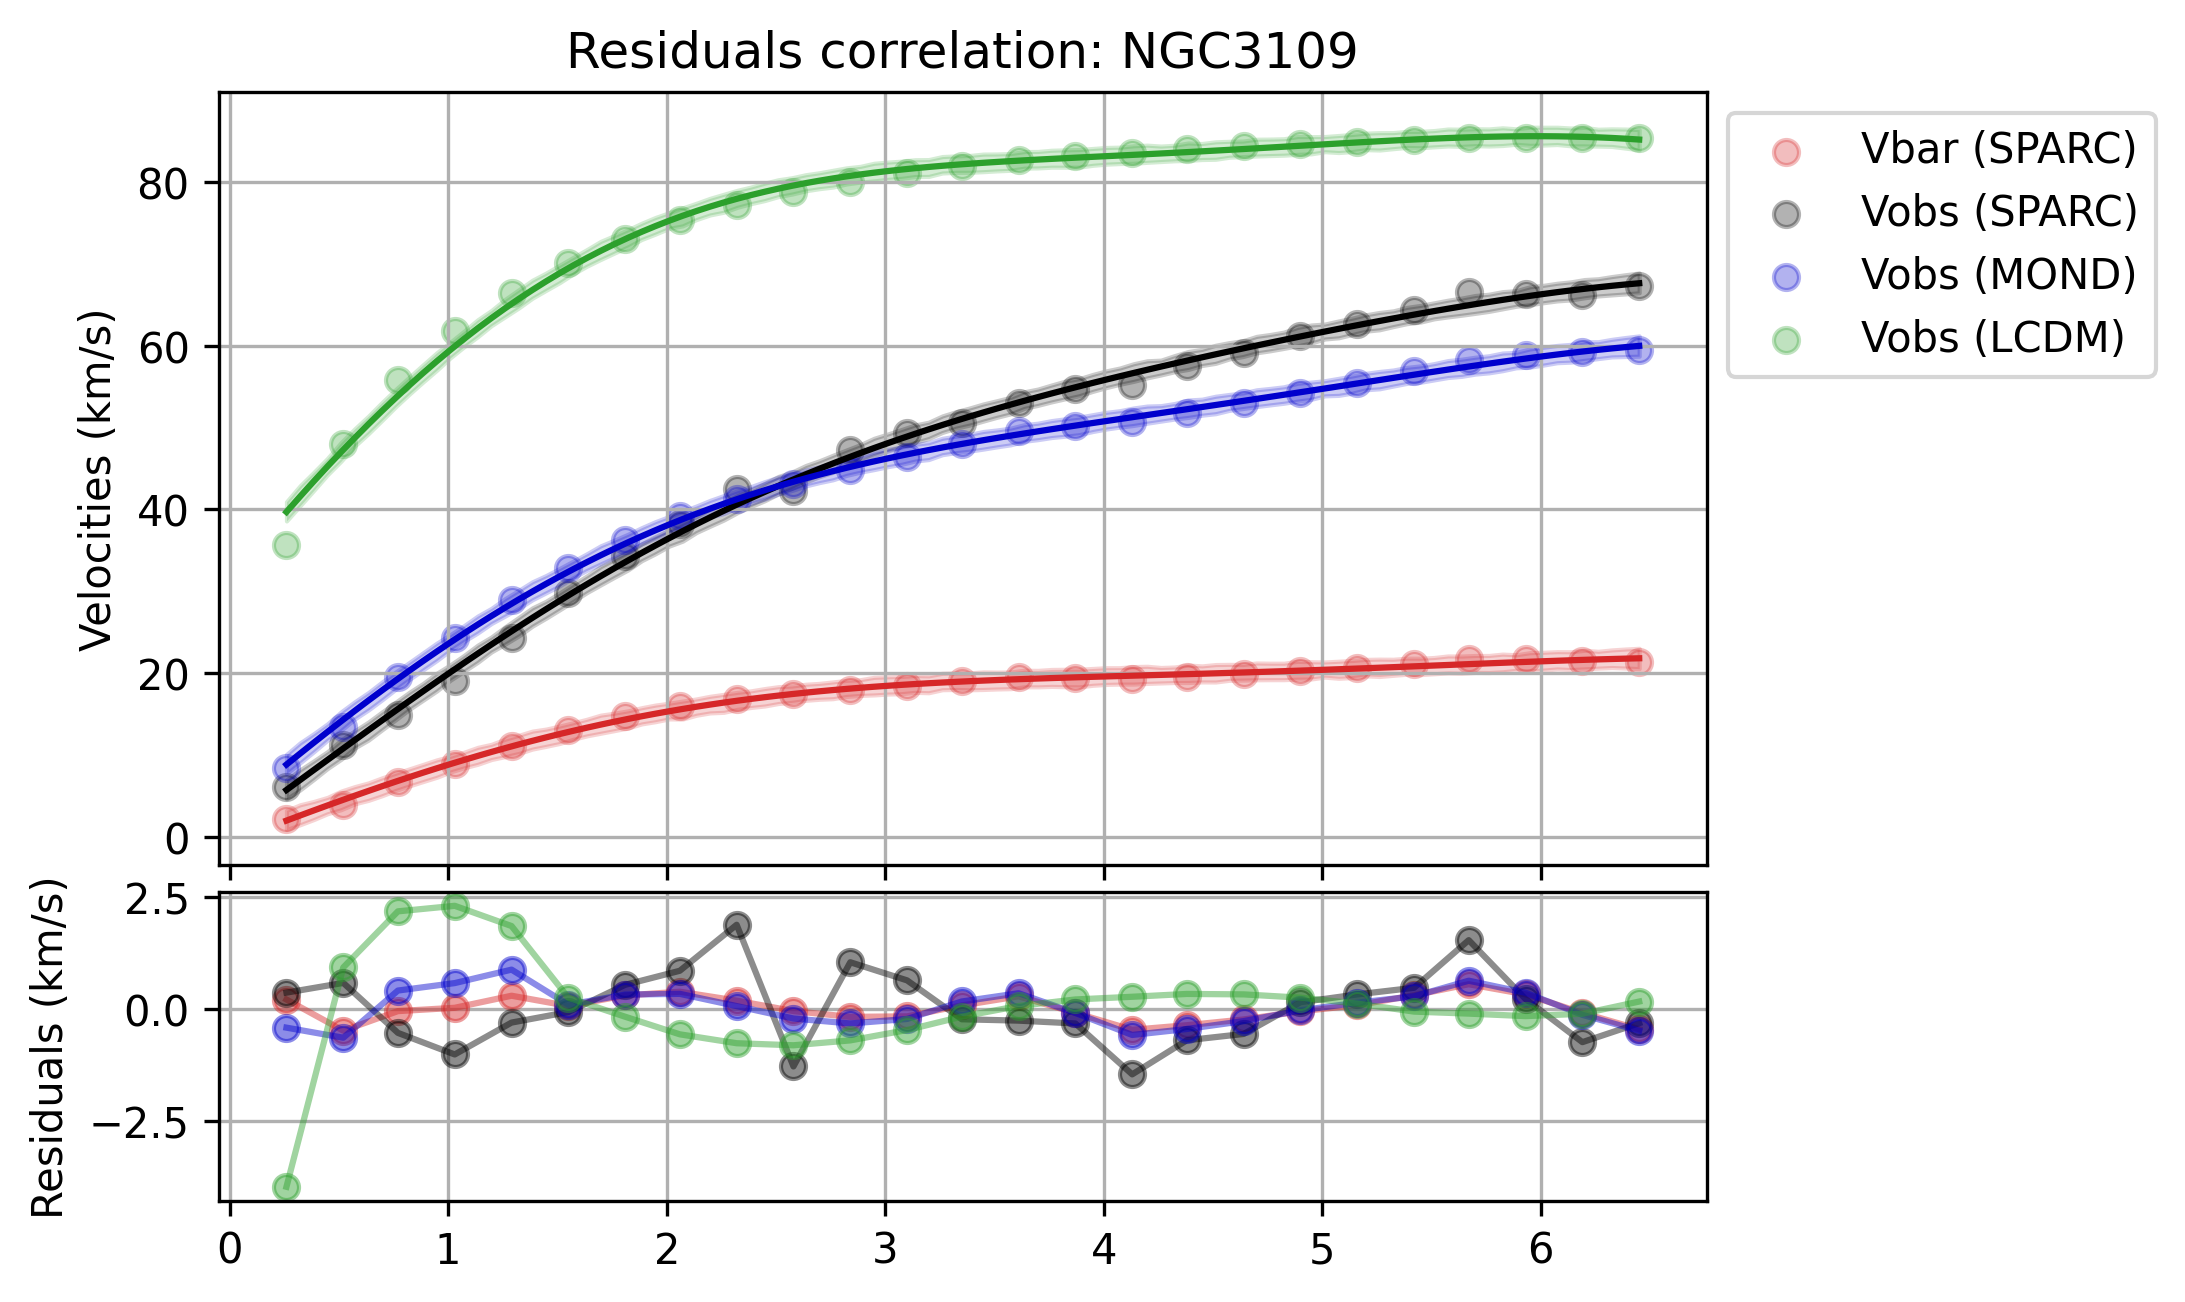 Residuals correlation: NGC3109
Velocities (km/s)
80
60
40
20
0
Vbar (SPARC)
Vobs (SPARC)
Vobs (MOND)
Vobs (LCDM)
Residuals (km/s)
2.5
0.0
−2.5
0 1 2 3 4 5 6